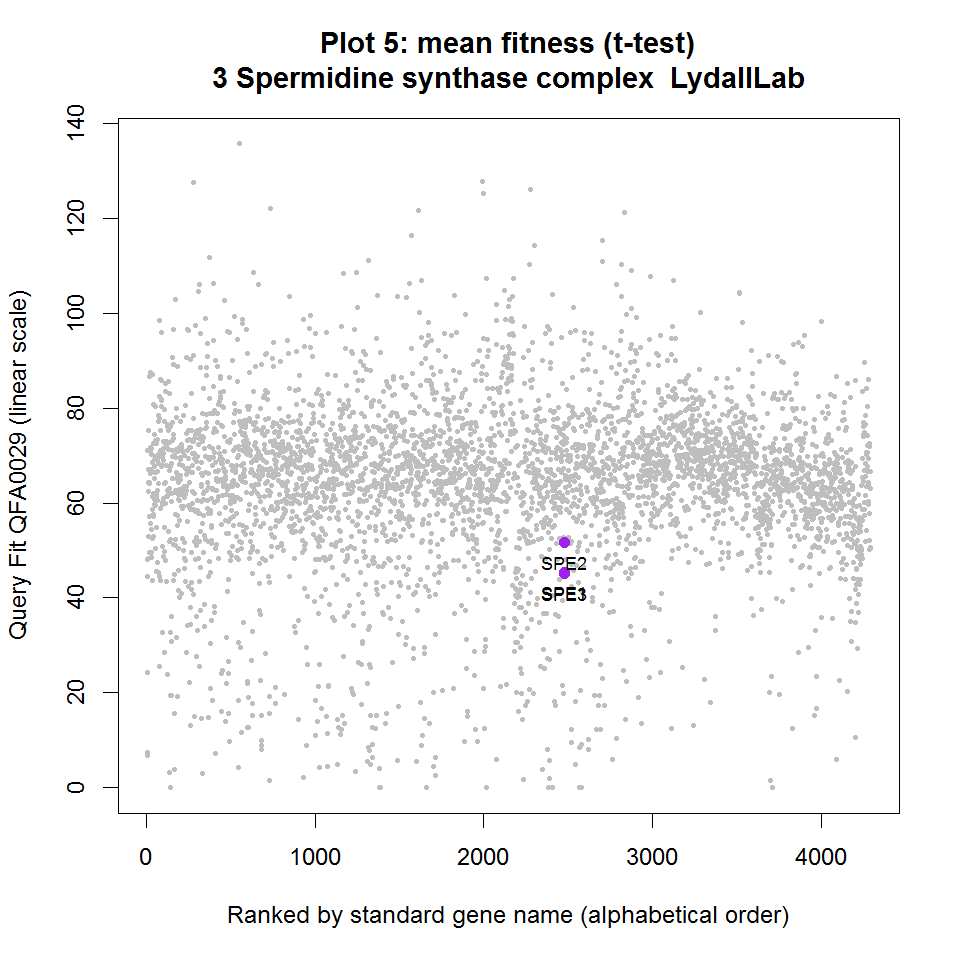 Plot 5: mean fitness (t-test)
3 Spermidine synthase complex  LydallLab
Query Fit QFA0029 (linear scale)
140
120
100
80
60
40
20
0
SPE2
SPE3
0
1000
2000
3000
4000
Ranked by standard gene name (alphabetical order)